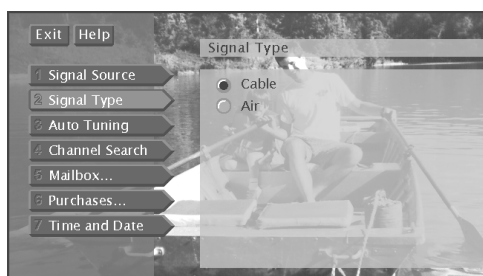 Exit Help
Signal Type
1 Signal Source
2 Signal Type
3 Auto Tuning
4 Channel Search
5 Mailbox...
6 Purchases...
7 Time and Date
Cable
Air